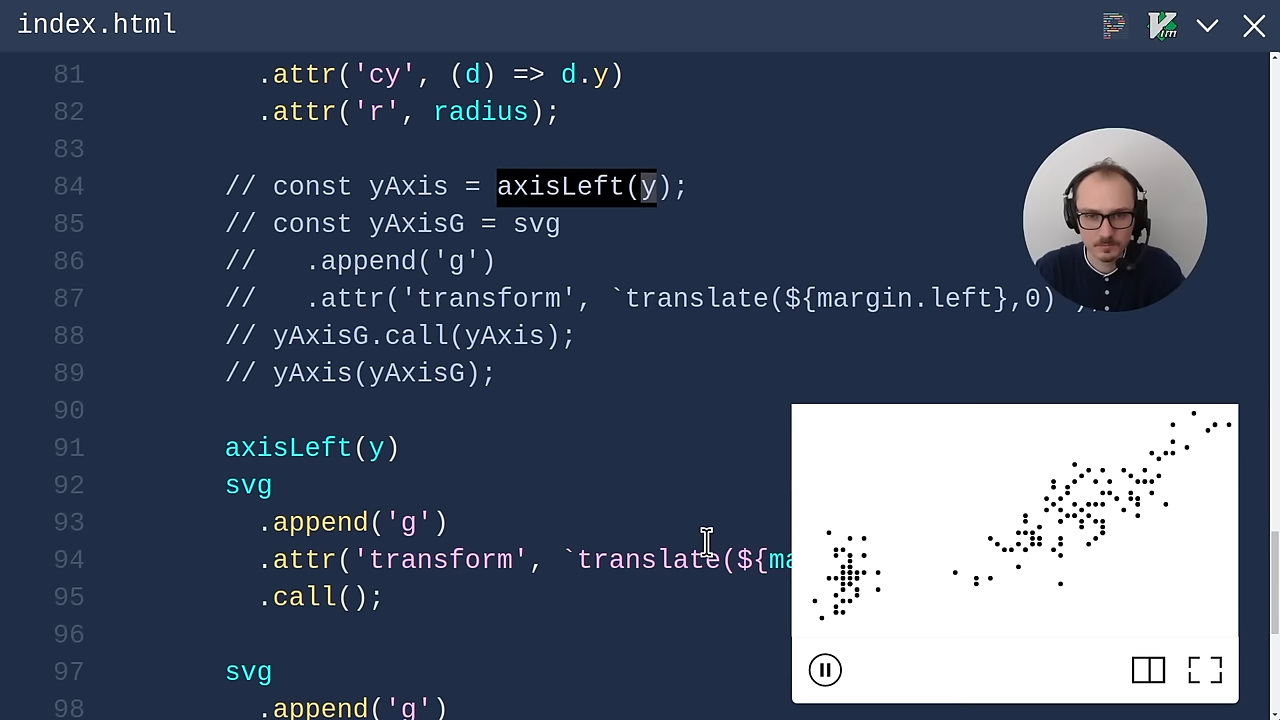 index.html
Vim
81 .attr('cy', (d) => d.y)
82 .attr('r', radius);
83
84 // const yAxis = axisLeft(y);
85 // const yAxisG = svg
86 //   .append('g')
87 //   .attr('transform', `translate(${margin.left},0)`);
88 // yAxisG.call(yAxis);
89 // yAxis(yAxisG);
90
91 axisLeft(y)
92 svg
93 .append('g')
94 .attr('transform', `translate(${ma
95 .call();
96
97 svg
98 .append('g')